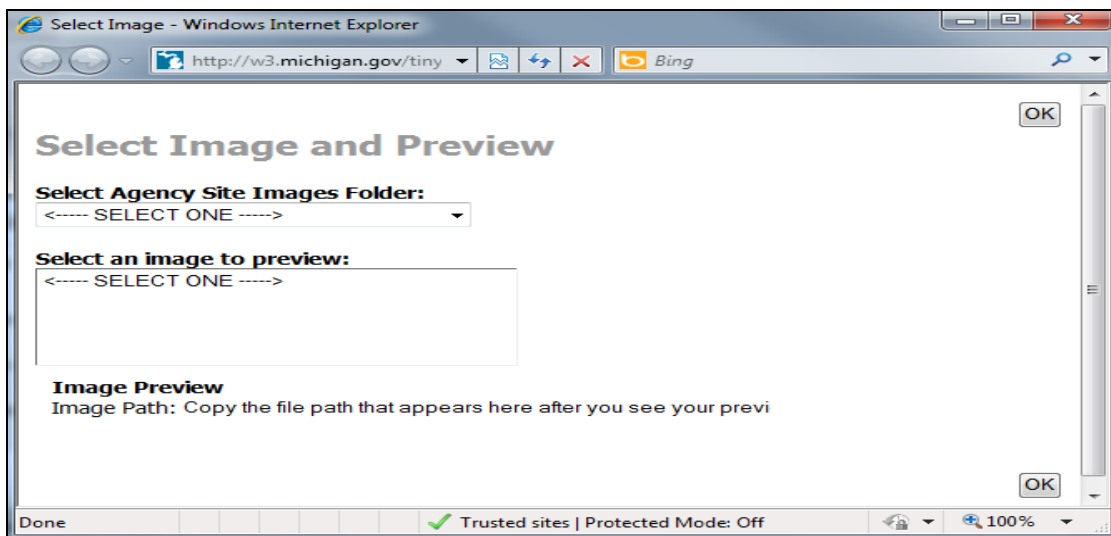 Select Image - Windows Internet Explorer
http://w3.michigan.gov/tiny
Bing
OK
Select Image and Preview
Select Agency Site Images Folder:
<----- SELECT ONE ----->
Select an image to preview:
<----- SELECT ONE ----->
Image Preview
Image Path: Copy the file path that appears here after you see your previ
OK
Done
Trusted sites | Protected Mode: Off
100%